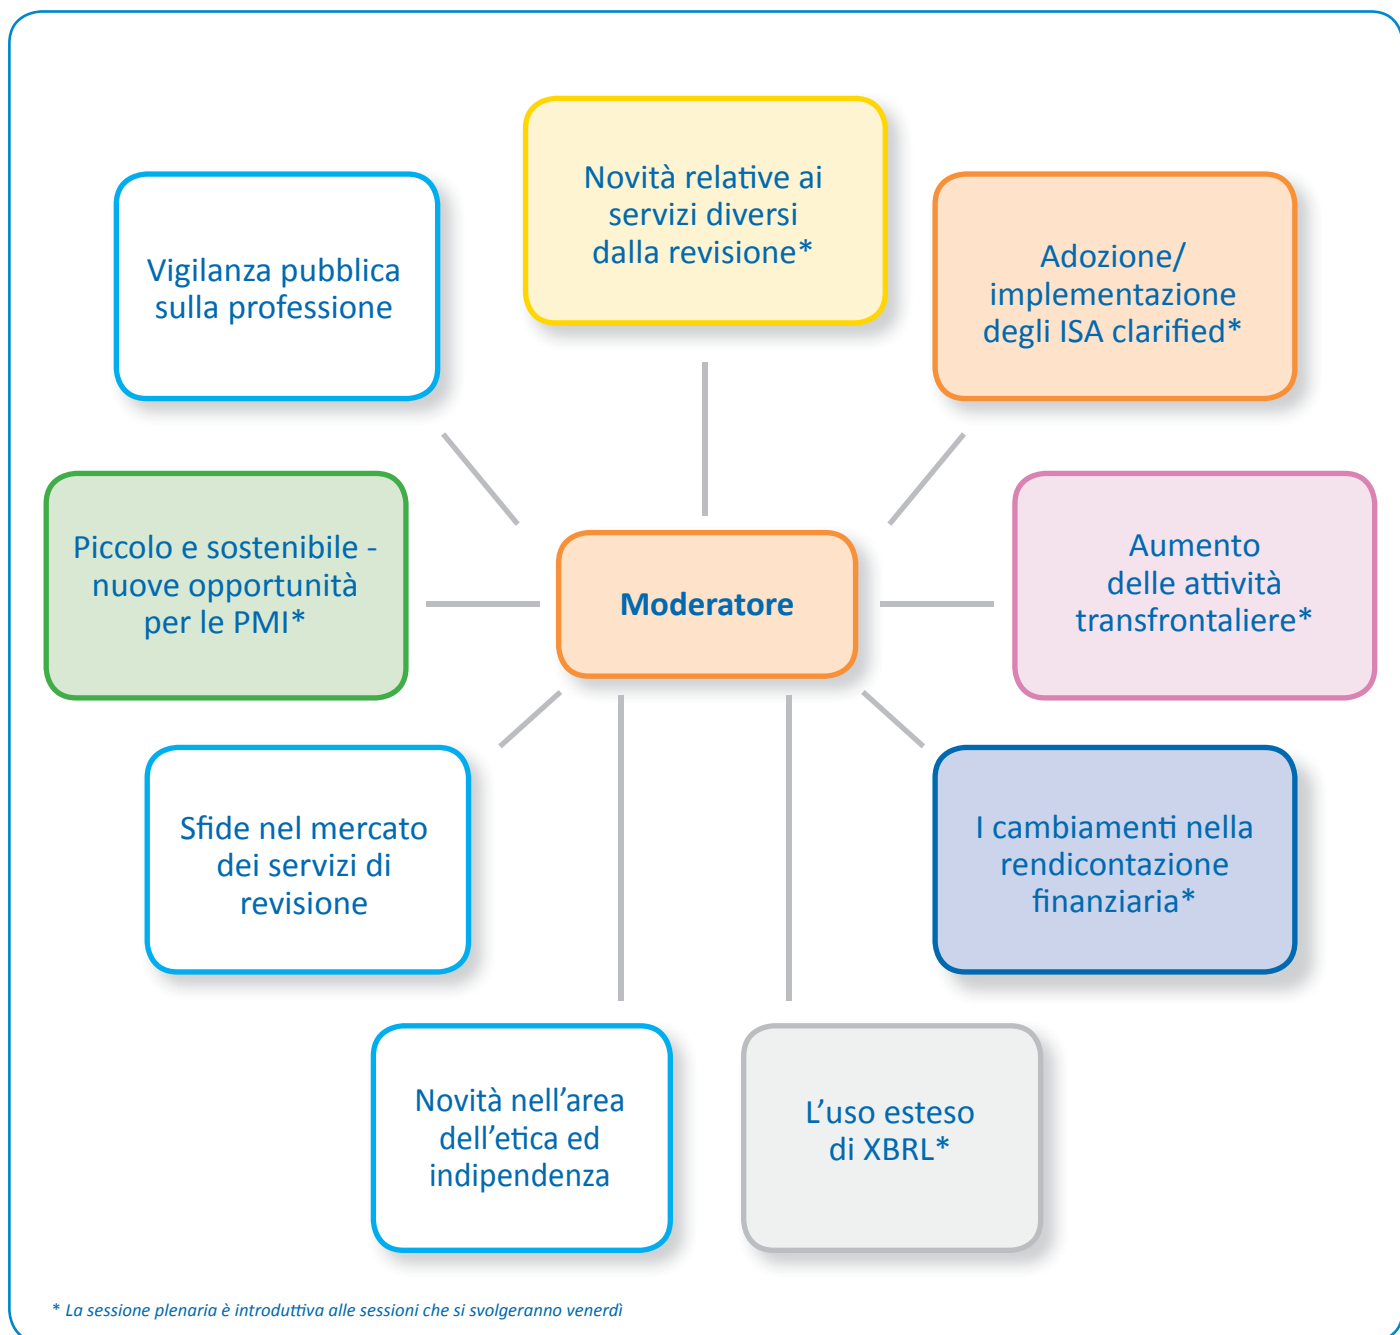 Novità relative ai
servizi diversi
dalla revisione*
Vigilanza pubblica
sulla professione
Adozione/
implementazione
degli ISA clarified*
Piccolo e sostenibile -
nuove opportunità
per le PMI*
Moderatore
Aumento
delle attività
transfrontaliere*
Sfide nel mercato
dei servizi di
revisione
I cambiamenti nella
rendicontazione
finanziaria*
Novità nell’area
dell’etica ed
indipendenza
L’uso esteso
di XBRL*
* La sessione plenaria è introduttiva alle sessioni che si svolgeranno venerdì